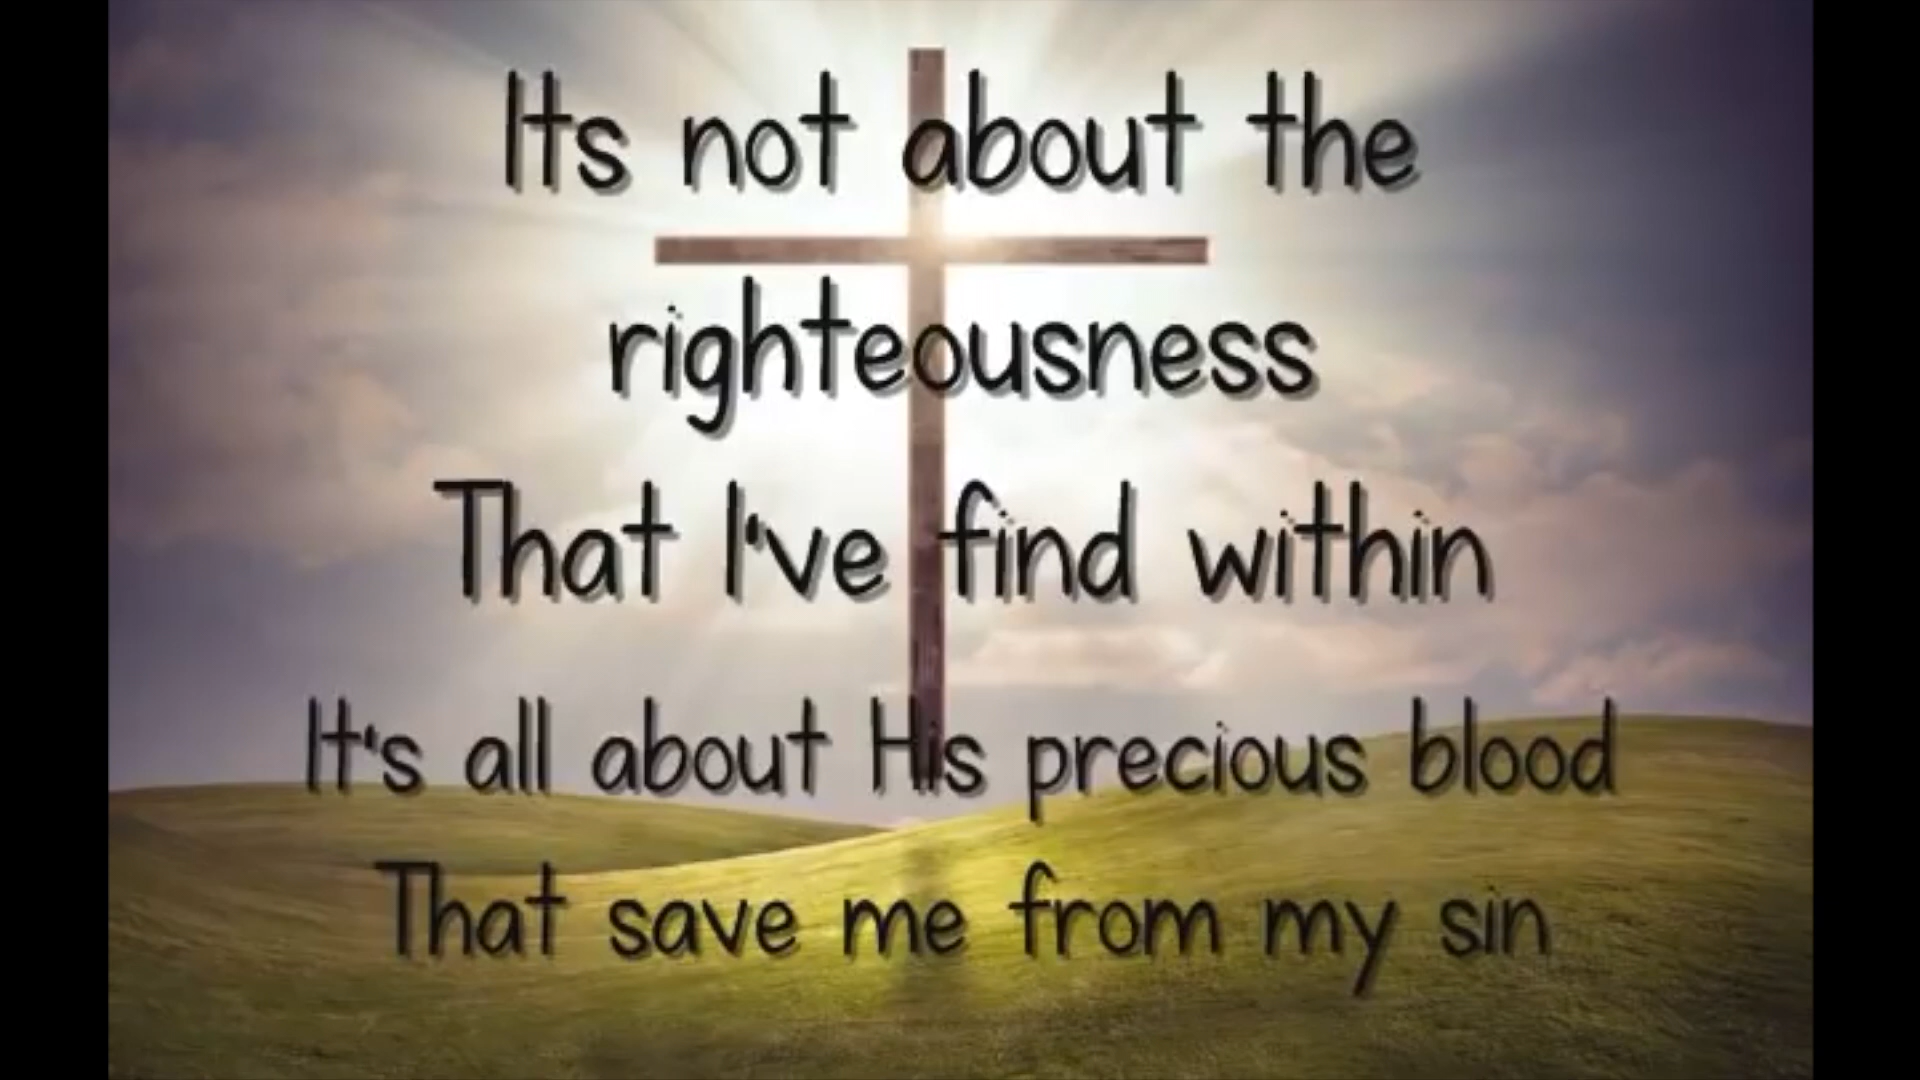 Its not about the
righteousness
That I've find within
It's all about His precious blood
That save me from my sin